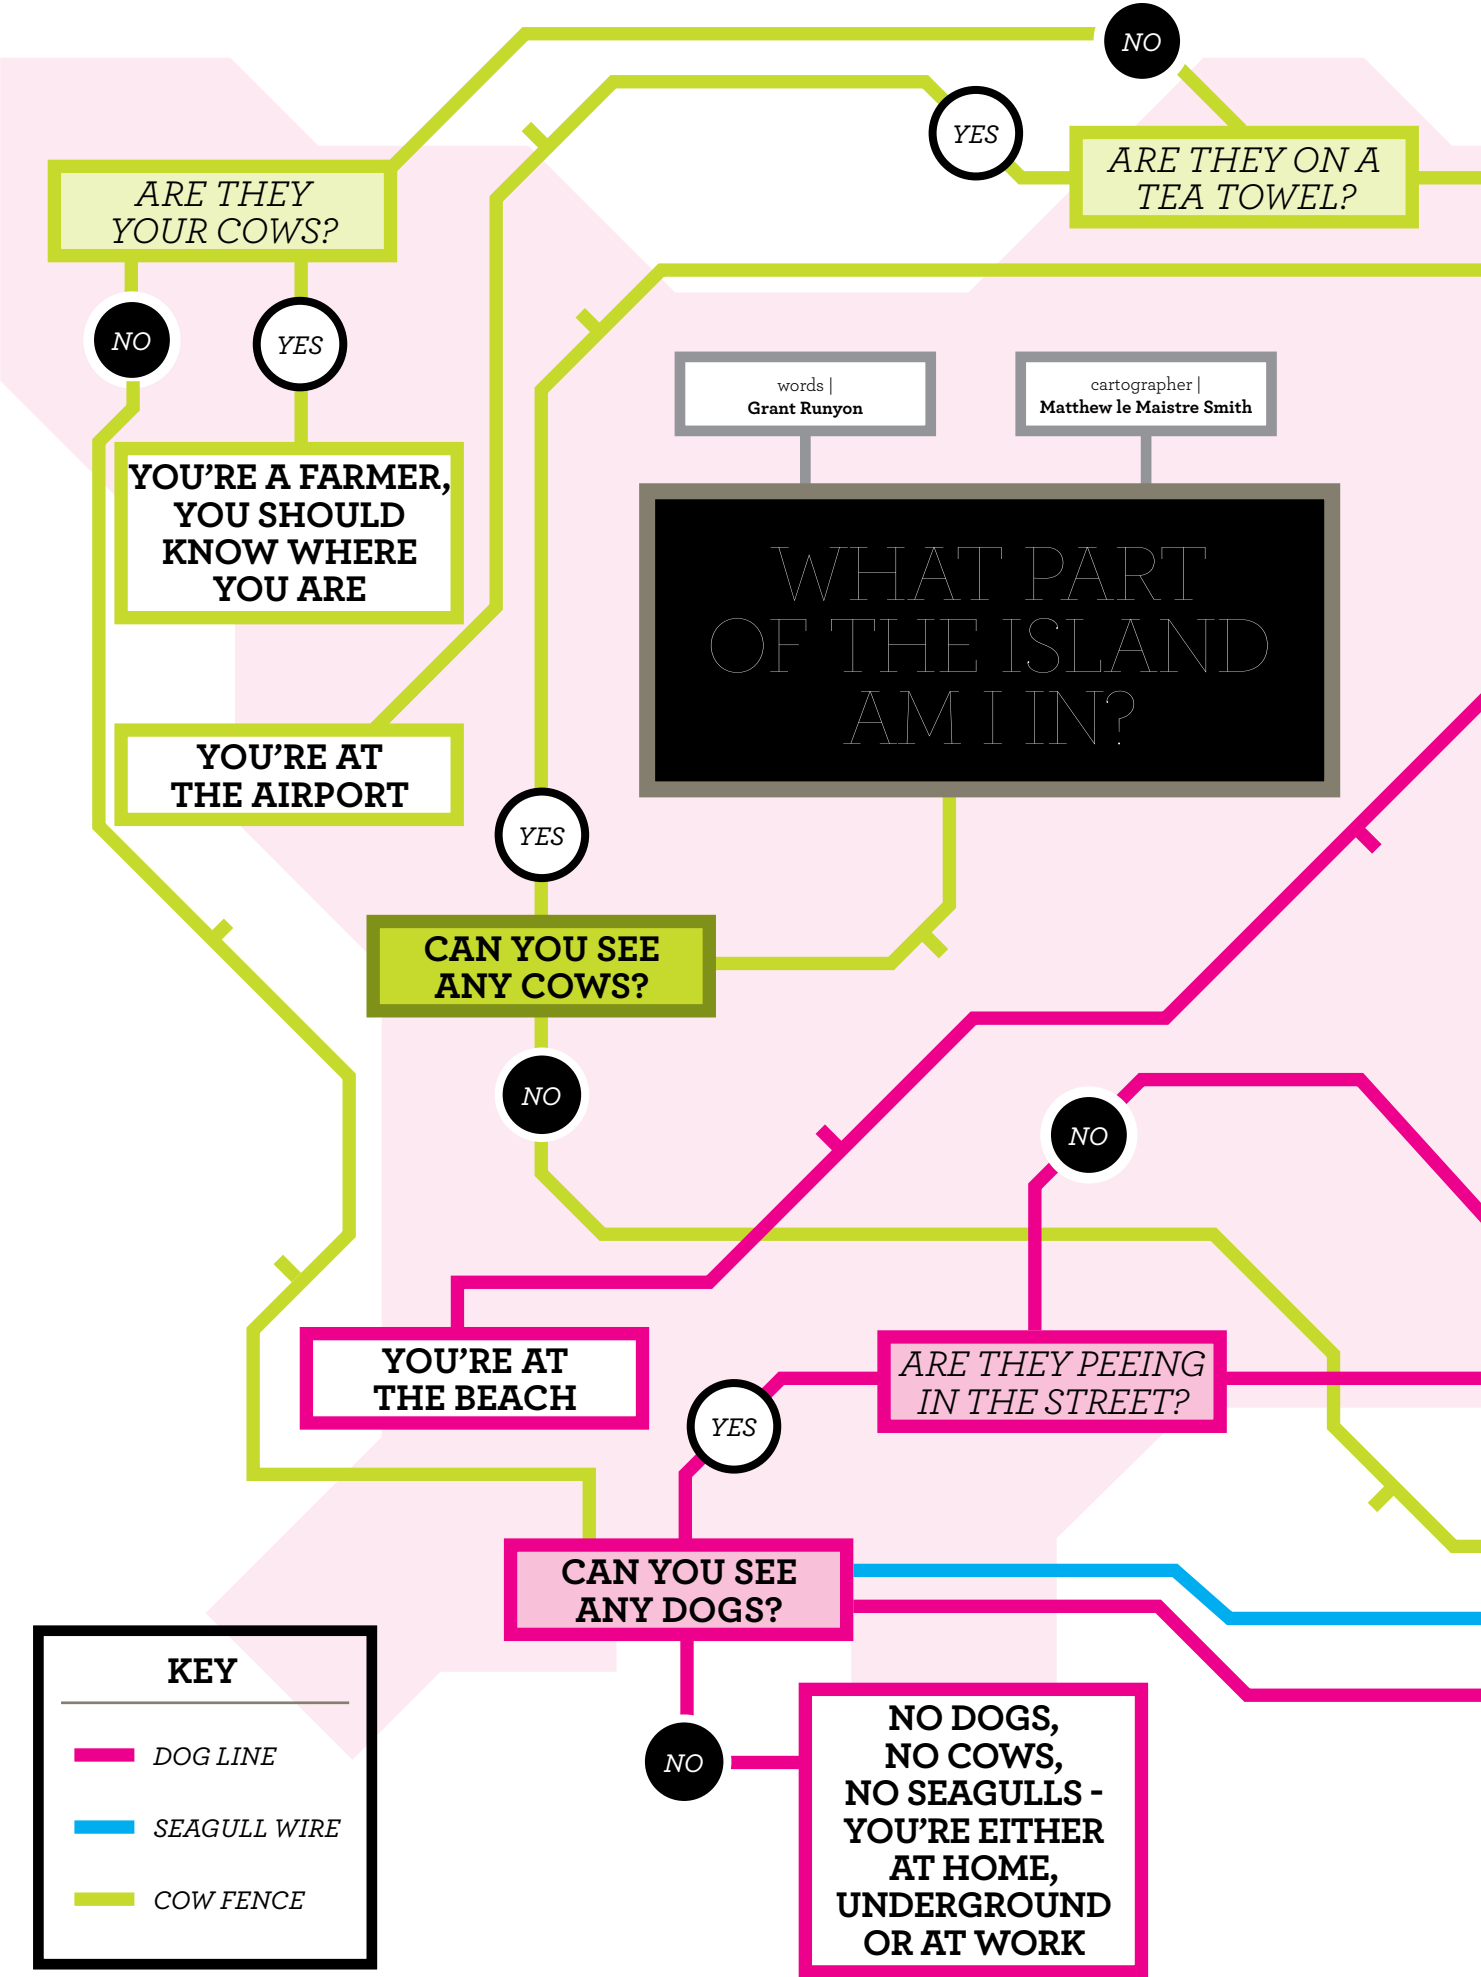 NO
YES
ARE THEY ON A
TEA TOWEL?
ARE THEY
YOUR COWS?
NO
YES
words |
Grant Runyon
cartographer |
Matthew le Maistre Smith
YOU'RE A FARMER,
YOU SHOULD
KNOW WHERE
YOU ARE
WHAT PART
OF THE ISLAND
AM I IN?
YOU'RE AT
THE AIRPORT
YES
CAN YOU SEE
ANY COWS?
NO
NO
YOU'RE AT
THE BEACH
ARE THEY PEEING
IN THE STREET?
YES
CAN YOU SEE
ANY DOGS?
NO
NO DOGS,
NO COWS,
NO SEAGULLS -
YOU'RE EITHER
AT HOME,
UNDERGROUND
OR AT WORK
KEY
DOG LINE
SEAGULL WIRE
COW FENCE